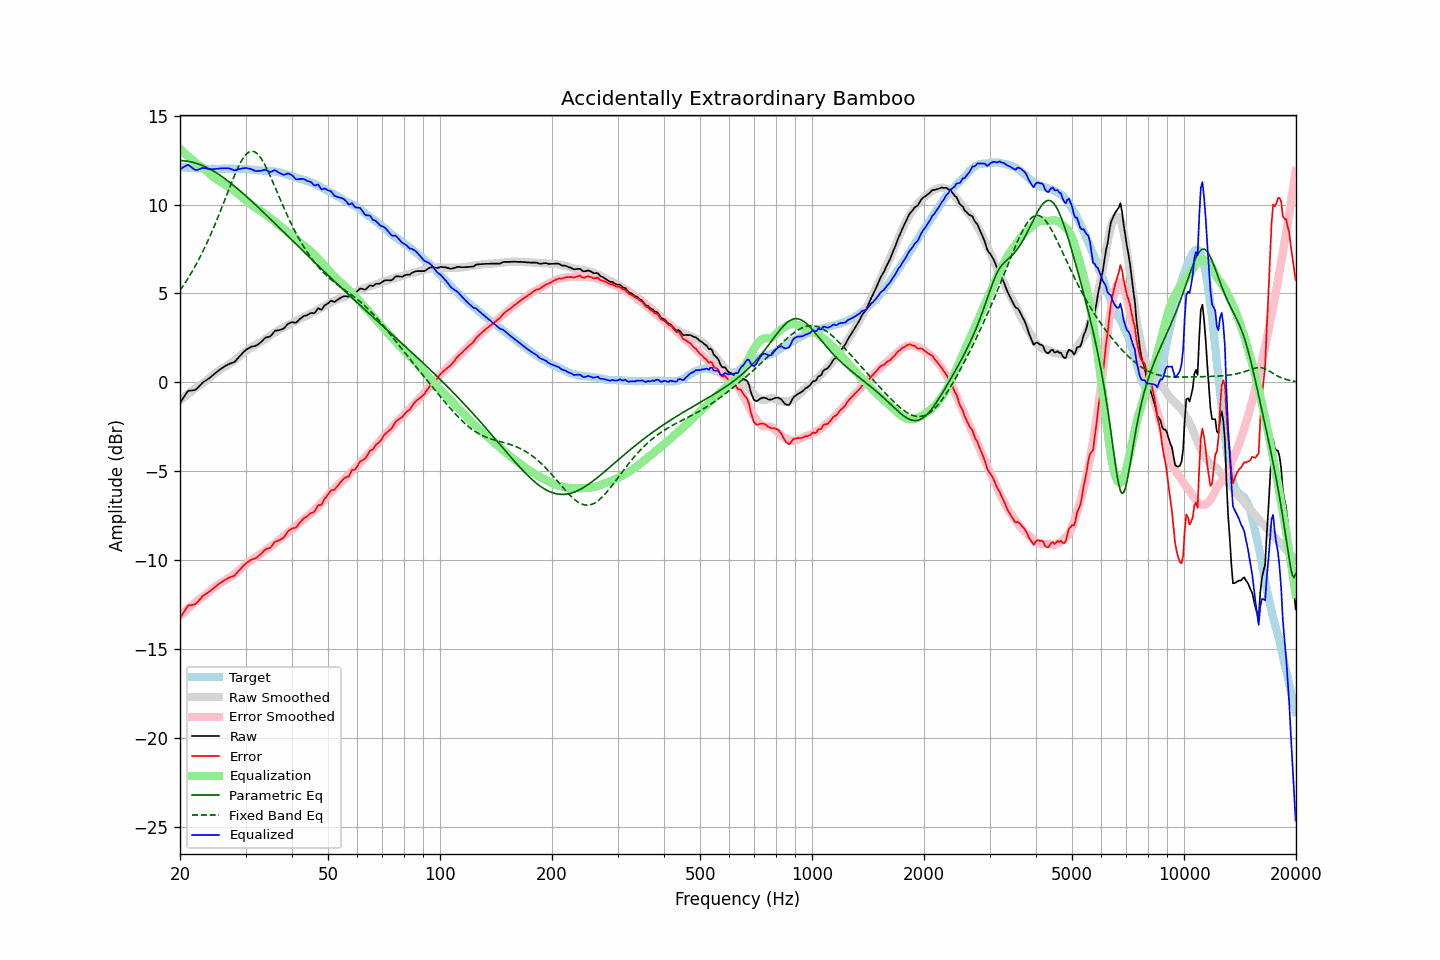 Accidentally Extraordinary Bamboo
15
10
5
0
−5
−10
−15
−20
−25
Amplitude (dBr)
Target
Raw Smoothed
Error Smoothed
Raw
Error
Equalization
Parametric Eq
Fixed Band Eq
Equalized
20 50 100 200 500 1000 2000 5000 10000 20000
Frequency (Hz)